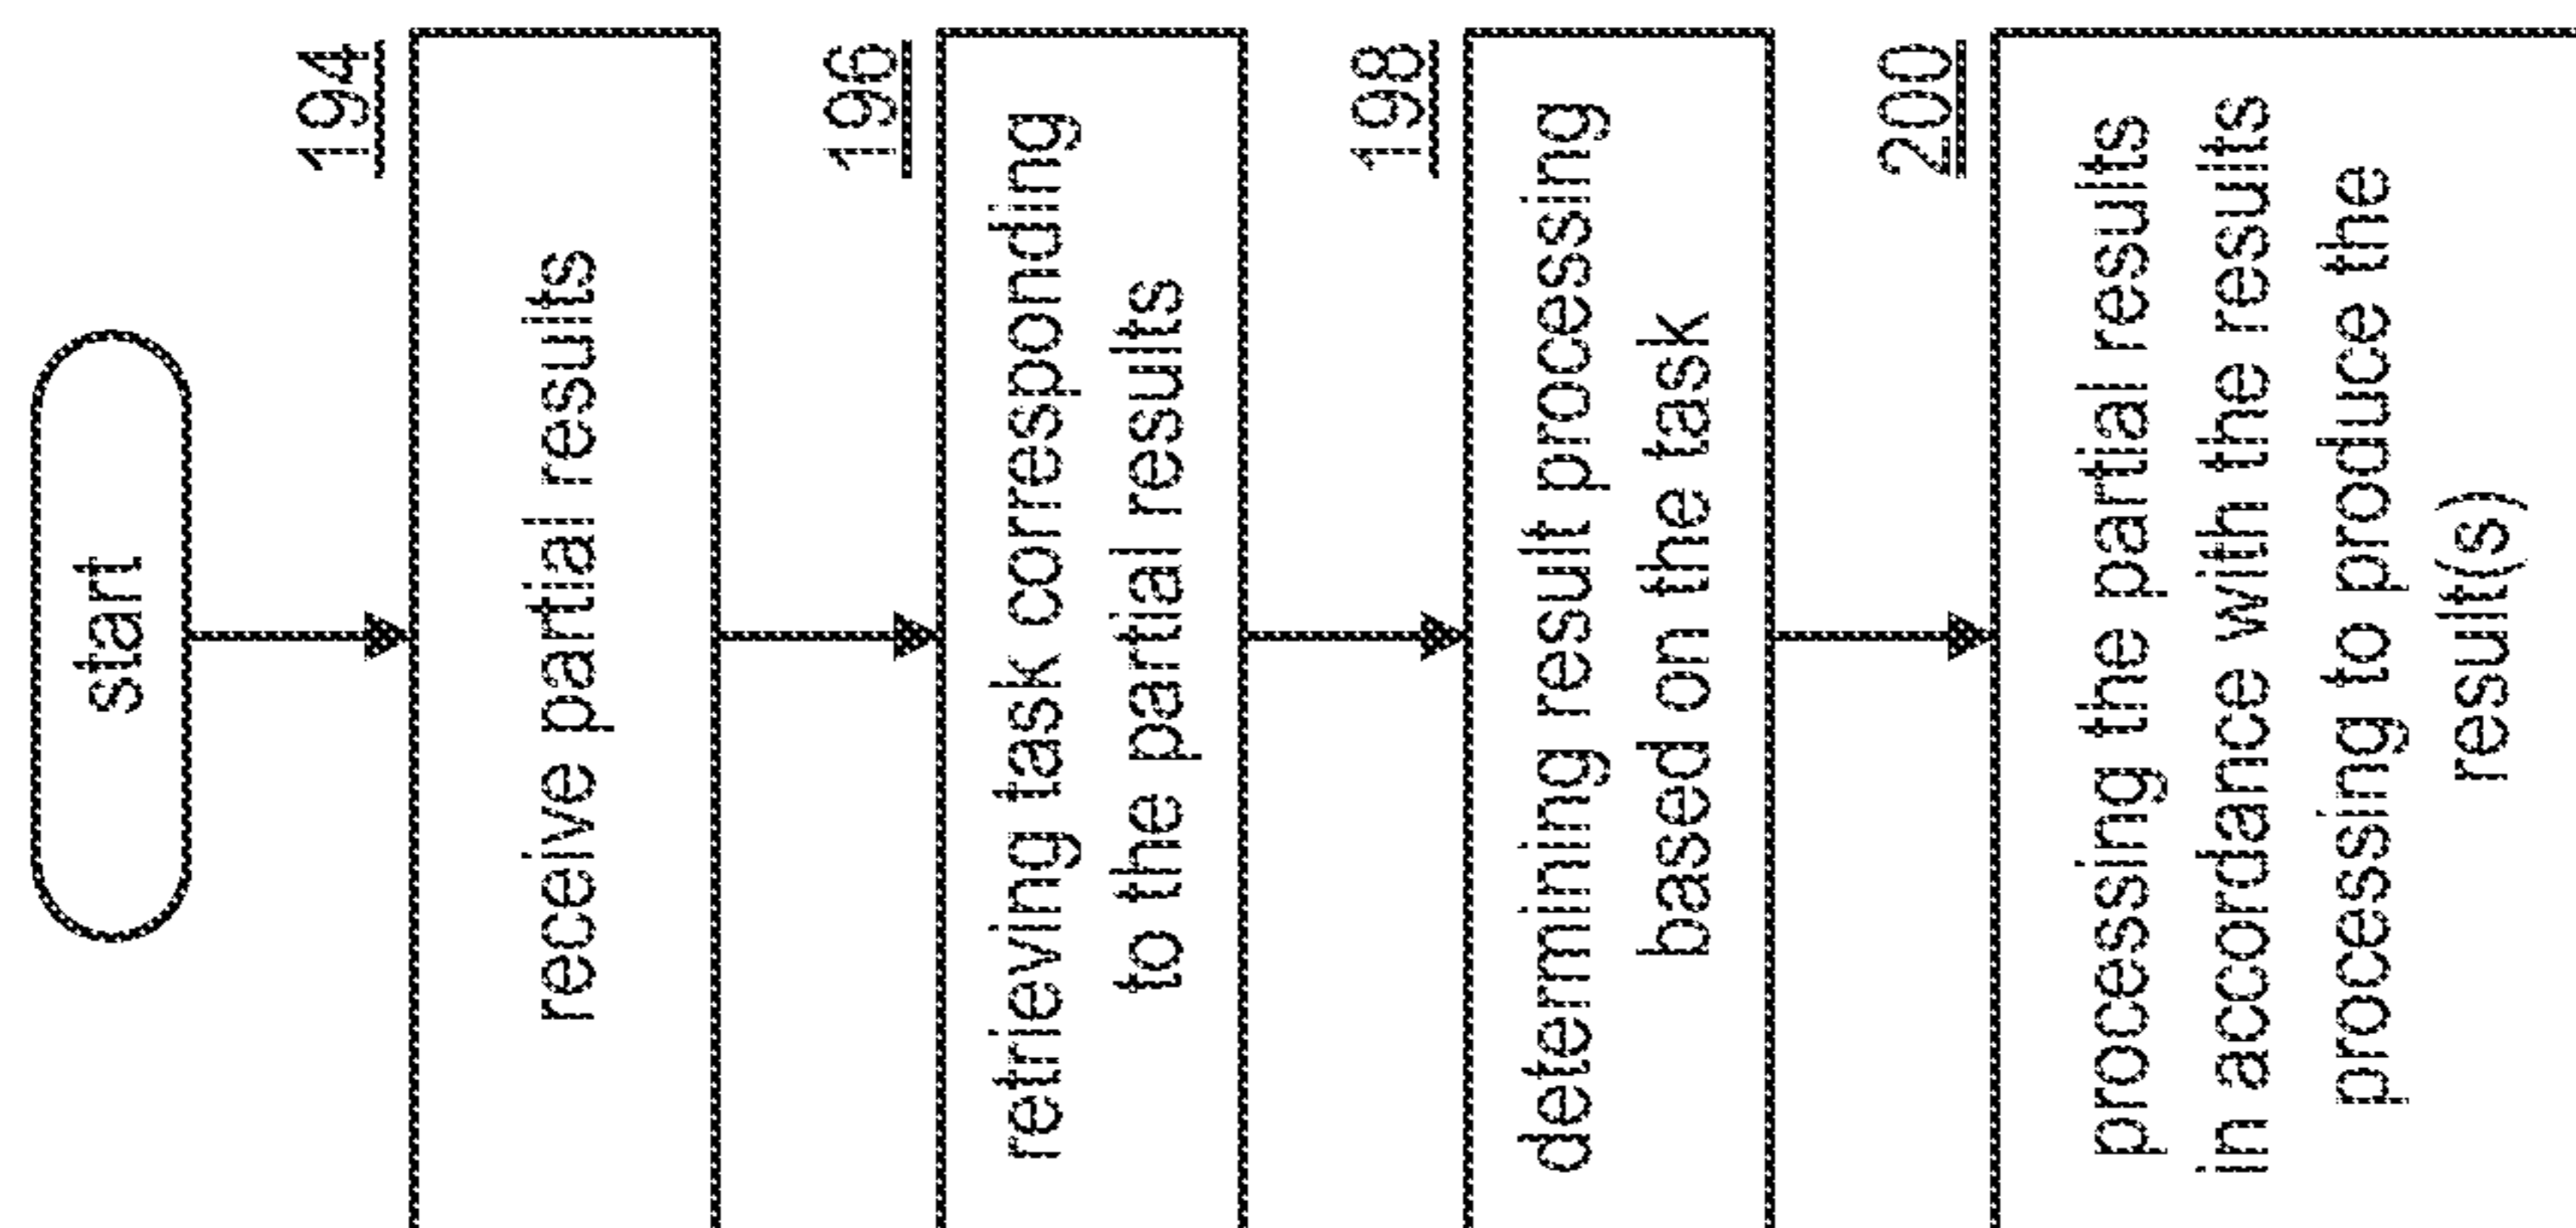 start
194
receive partial results
196
retrieving task corresponding
to the partial results
198
determining result processing
based on the task
200
processing the partial results
in accordance with the results
processing to produce the
result(s)